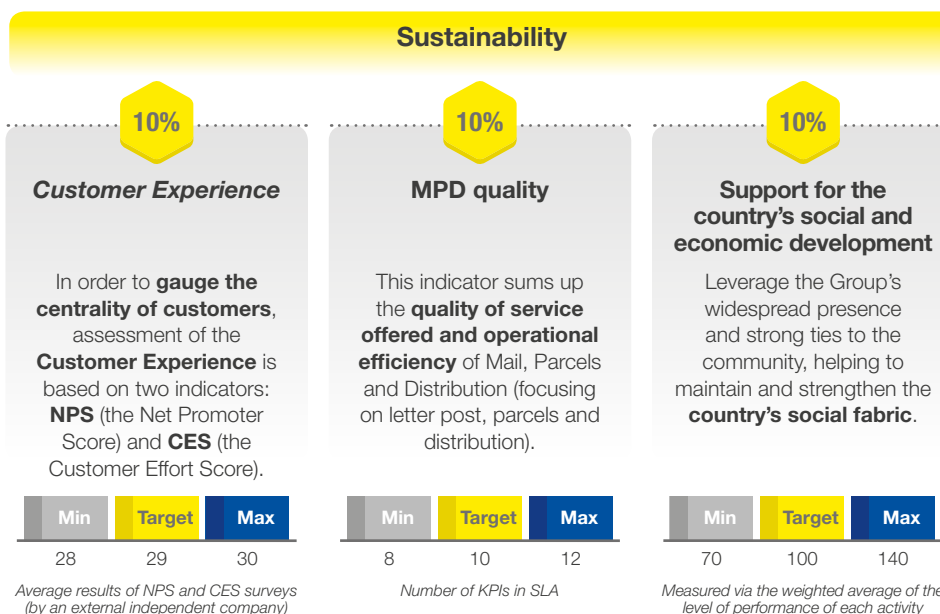 Sustainability
10%
Customer Experience
In order to gauge the
centrality of customers,
assessment of the
Customer Experience is
based on two indicators:
NPS (the Net Promoter
Score) and CES (the
Customer Effort Score).
Min Target Max
28 29 30
Average results of NPS and CES surveys
(by an external independent company)
10%
MPD quality
This indicator sums up
the quality of service
offered and operational
efficiency of Mail, Parcels
and Distribution (focusing
on letter post, parcels and
distribution).
Min Target Max
8 10 12
Number of KPIs in SLA
10%
Support for the
country's social and
economic development
Leverage the Group's
widespread presence
and strong ties to the
community, helping to
maintain and strengthen the
country's social fabric.
Min Target Max
70 100 140
Measured via the weighted average of the
level of performance of each activity